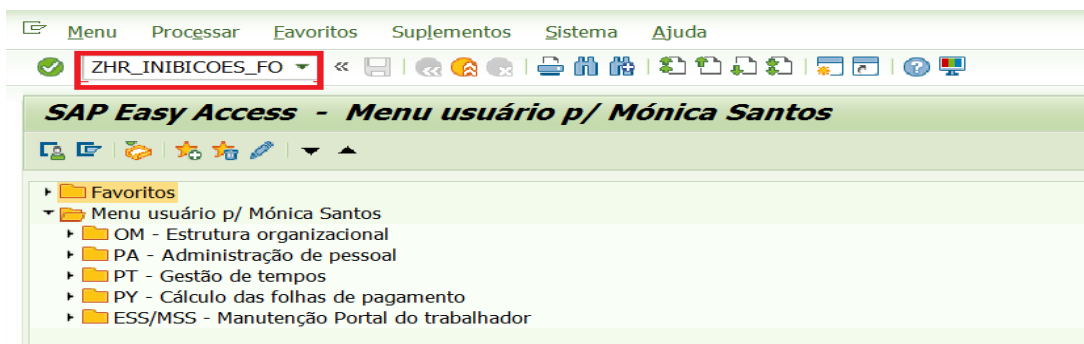 Menu Processar Favoritos Suplementos Sistema Ajuda
ZHR_INIBICOES_FO
SAP Easy Access - Menu usuário p/ Mónica Santos
Favoritos
Menu usuário p/ Mónica Santos
OM - Estrutura organizacional
PA - Administração de pessoal
PT - Gestão de tempos
PY - Cálculo das folhas de pagamento
ESS/MSS - Manutenção Portal do trabalhador